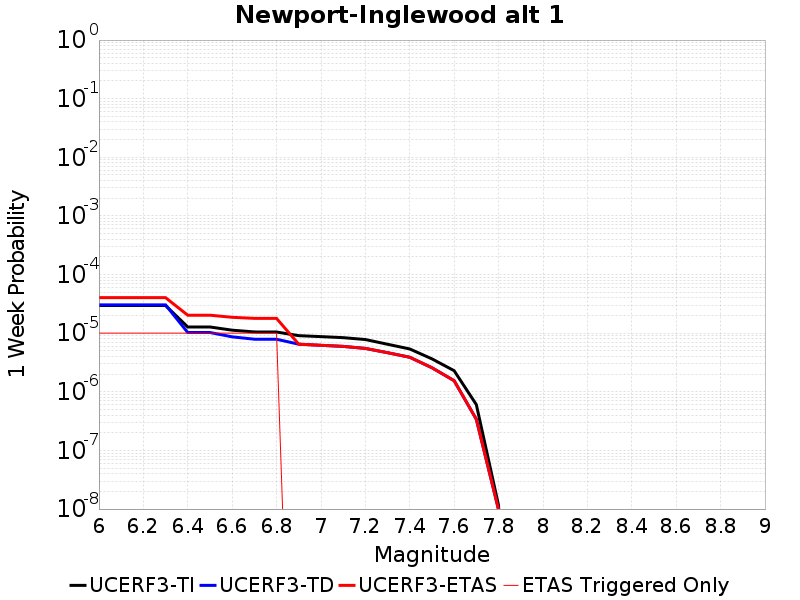 Newport-Inglewood alt 1
10^0
10^-1
10^-2
10^-3
10^-4
10^-5
10^-6
10^-7
10^-8
1 Week Probability
6 6.2 6.4 6.6 6.8 7 7.2 7.4 7.6 7.8 8 8.2 8.4 8.6 8.8 9
Magnitude
UCERF3-TI UCERF3-TD UCERF3-ETAS ETAS Triggered Only